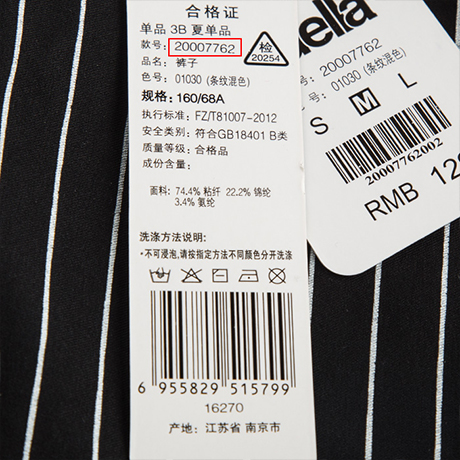 合格证
单品 3B 夏单品
款号: 20007762
检
20254
品名: 裤子
色号: 01030 (条纹混色)
规格: 160/68A
执行标准: FZ/T81007-2012
安全类别: 符合GB18401 B类
质量等级: 合格品
成份含量:
面料: 74.4% 粘纤 22.2% 锦纶
3.4% 氨纶
洗涤方法说明:
·不可浸泡,请按指定方法不同颜色分开洗涤
6 955829 515799
16270
产地: 江苏省 南京市
della
: 20007762
号: 01030 (条纹混色)
S M L
20007762002
RMB 12